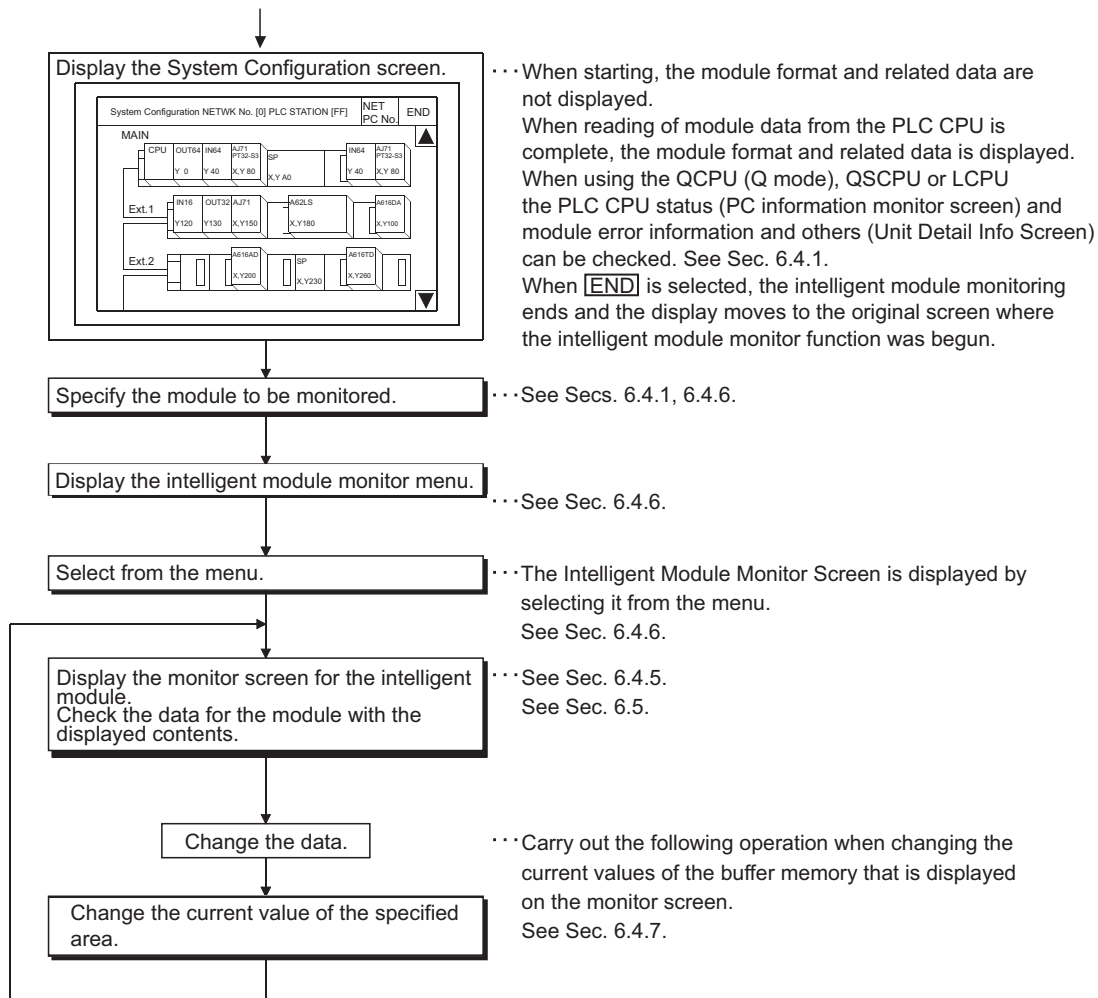 Display the System Configuration screen.
System Configuration NETWK No. [0] PLC STATION [FF]
NET
PC No.
END
MAIN
CPU
OUT64
Y 0
IN64
Y 40
AJ71
PT32-S3
X,Y 80
SP
X,Y A0
IN64
Y 40
AJ71
PT32-S3
X,Y 80
Ext.1
IN16
Y120
OUT32
Y130
AJ71
X,Y150
A62LS
X,Y180
A616DA
X,Y100
Ext.2
A616AD
X,Y200
SP
X,Y230
A616TD
X,Y260
···When starting, the module format and related data are
not displayed.
When reading of module data from the PLC CPU is
complete, the module format and related data is displayed.
When using the QCPU (Q mode), QSCPU or LCPU
the PLC CPU status (PC information monitor screen) and
module error information and others (Unit Detail Info Screen)
can be checked. See Sec. 6.4.1.
When END is selected, the intelligent module monitoring
ends and the display moves to the original screen where
the intelligent module monitor function was begun.
Specify the module to be monitored.
···See Secs. 6.4.1, 6.4.6.
Display the intelligent module monitor menu.
···See Sec. 6.4.6.
Select from the menu.
···The Intelligent Module Monitor Screen is displayed by
selecting it from the menu.
See Sec. 6.4.6.
Display the monitor screen for the intelligent
module.
Check the data for the module with the
displayed contents.
···See Sec. 6.4.5.
See Sec. 6.5.
Change the data.
···Carry out the following operation when changing the
current values of the buffer memory that is displayed
on the monitor screen.
See Sec. 6.4.7.
Change the current value of the specified
area.